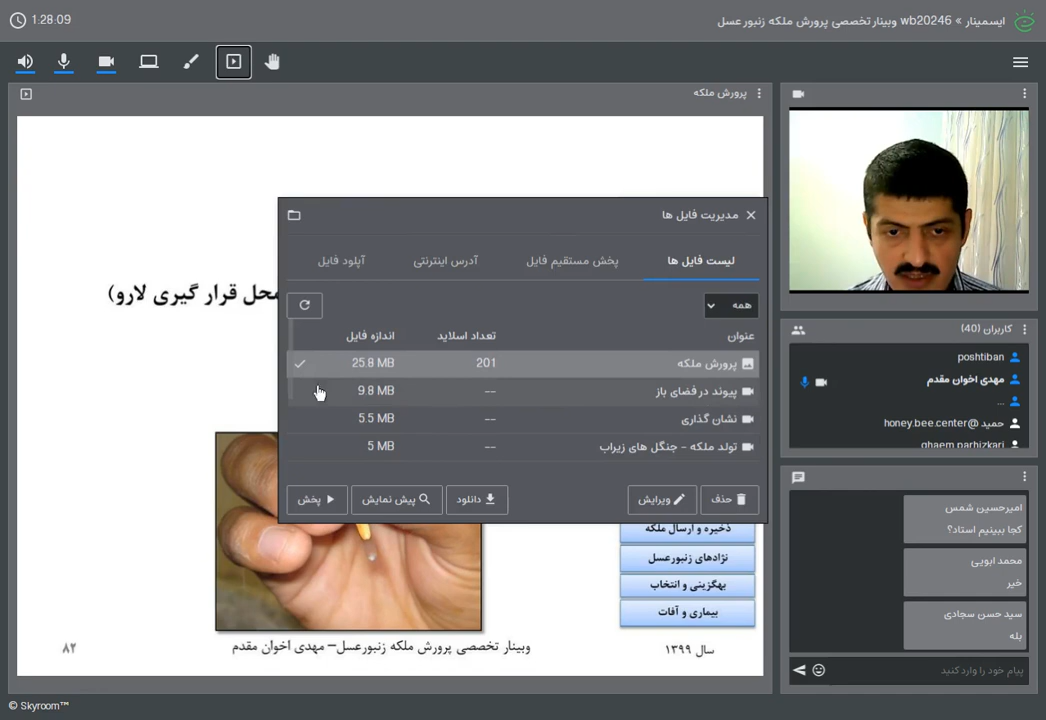 1:28:09
ایسمینار » wb20246 وبینار تخصصی پرورش ملکه زنبور عسل
پرورش ملکه
محل قرار گیری لارو)
مدیریت فایل ها
لیست فایل ها
پخش مستقیم فایل
آدرس اینترنتی
آپلود فایل
همه
عنوان تعداد اسلاید اندازه فایل
پرورش ملکه 201 25.8 MB
پیوند در فضای باز -- 9.8 MB
نشان گذاری -- 5.5 MB
تولد ملکه - جنگل های زیراب -- 5 MB
حذف
ویرایش
دانلود
پیش نمایش
پخش
ذخیره و ارسال ملکه
نژادهای زنبورعسل
بهگزینی و انتخاب
بیماری و آفات
سال ۱۳۹۹
وبینار تخصصی پرورش ملکه زنبورعسل– مهدی اخوان مقدم
۸۲
کاربران (40)
poshtiban
مهدی اخوان مقدم
...
حمید @honey.bee.center
ghaem parhizkari
امیرحسین شمس
کجا ببینیم استاد؟
محمد ابویی
خیر
سید حسن سجادی
بله
پیام خود را وارد کنید
© Skyroom™